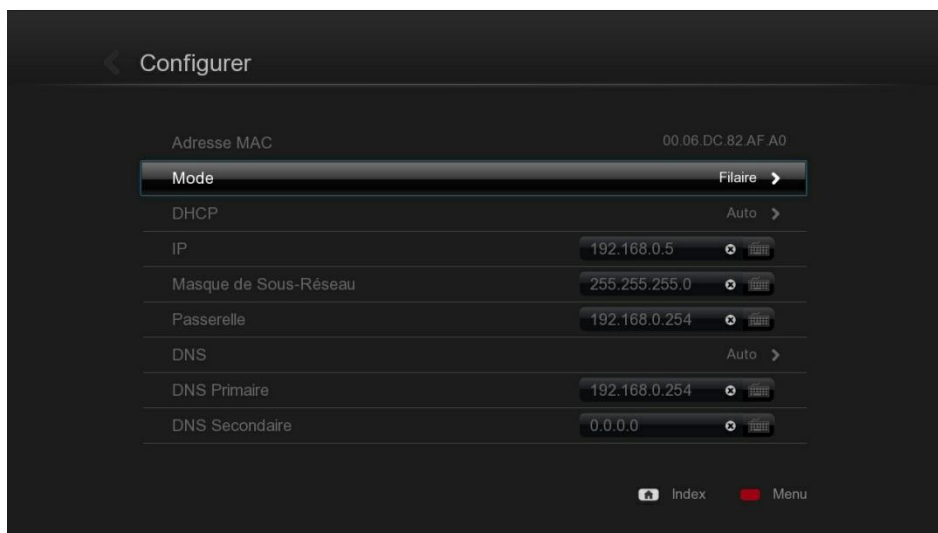 Configurer
Adresse MAC 00.06.DC.82.AF.A0
Mode Filaire
DHCP Auto
IP 192.168.0.5
Masque de Sous-Réseau 255.255.255.0
Passerelle 192.168.0.254
DNS Auto
DNS Primaire 192.168.0.254
DNS Secondaire 0.0.0.0
Index Menu